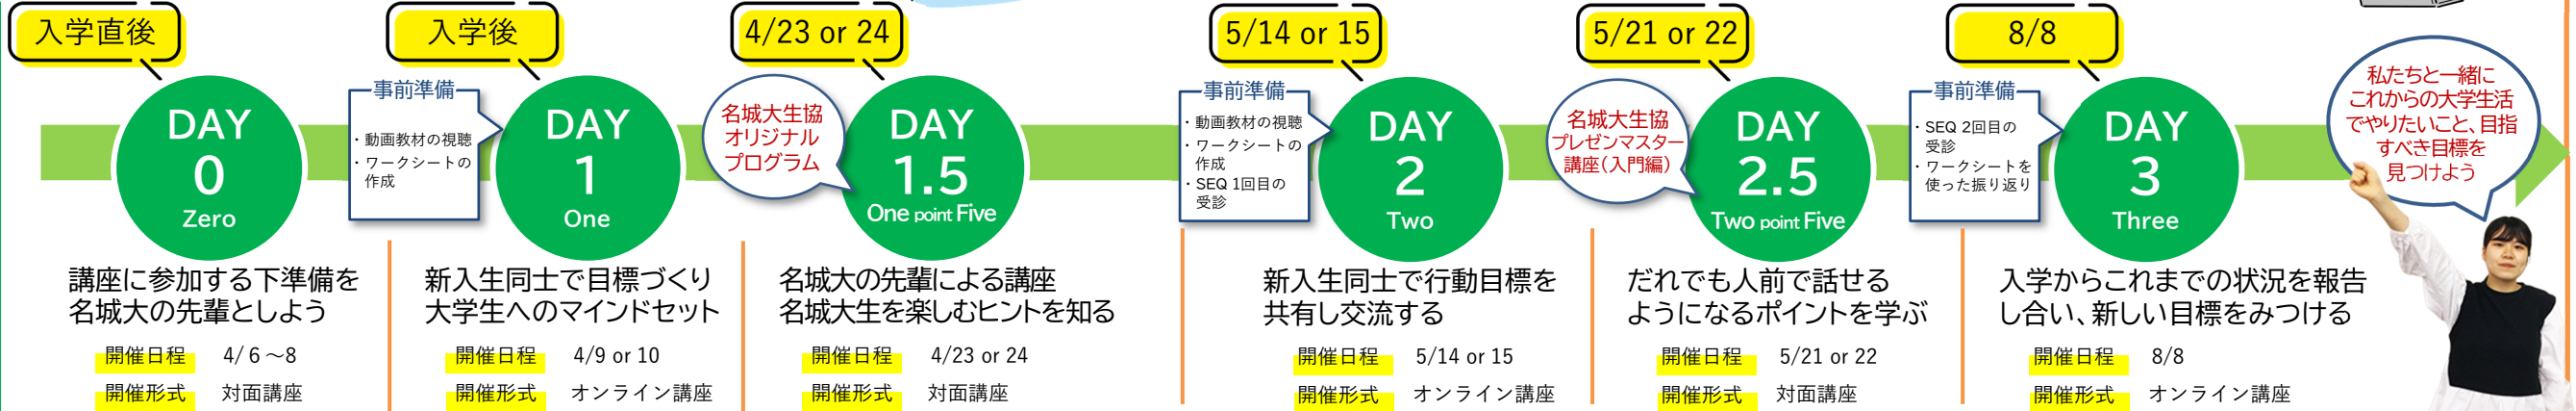 入学直後
DAY
0
Zero
講座に参加する下準備を
名城大の先輩としよう
開催日程 4/6～8
開催形式 対面講座
入学後
事前準備
・動画教材の視聴
・ワークシートの
作成
DAY
1
One
新入生同士で目標づくり
大学生へのマインドセット
開催日程 4/9 or 10
開催形式 オンライン講座
4/23 or 24
名城大生協
オリジナル
プログラム
DAY
1.5
One point Five
名城大の先輩による講座
名城大生を楽しむヒントを知る
開催日程 4/23 or 24
開催形式 対面講座
5/14 or 15
事前準備
・動画教材の視聴
・ワークシートの
作成
・SEQ 1回目の
受診
DAY
2
Two
新入生同士で行動目標を
共有し交流する
開催日程 5/14 or 15
開催形式 オンライン講座
5/21 or 22
名城大生協
プレゼンマスター
講座(入門編)
DAY
2.5
Two point Five
だれでも人前で話せる
ようになるポイントを学ぶ
開催日程 5/21 or 22
開催形式 対面講座
8/8
事前準備
・SEQ 2回目の
受診
・ワークシートを
使った振り返り
DAY
3
Three
入学からこれまでの状況を報告
し合い、新しい目標をみつける
開催日程 8/8
開催形式 オンライン講座
私たちと一緒に
これからの大学生活
でやりたいこと、目指
すべき目標を
見つけよう